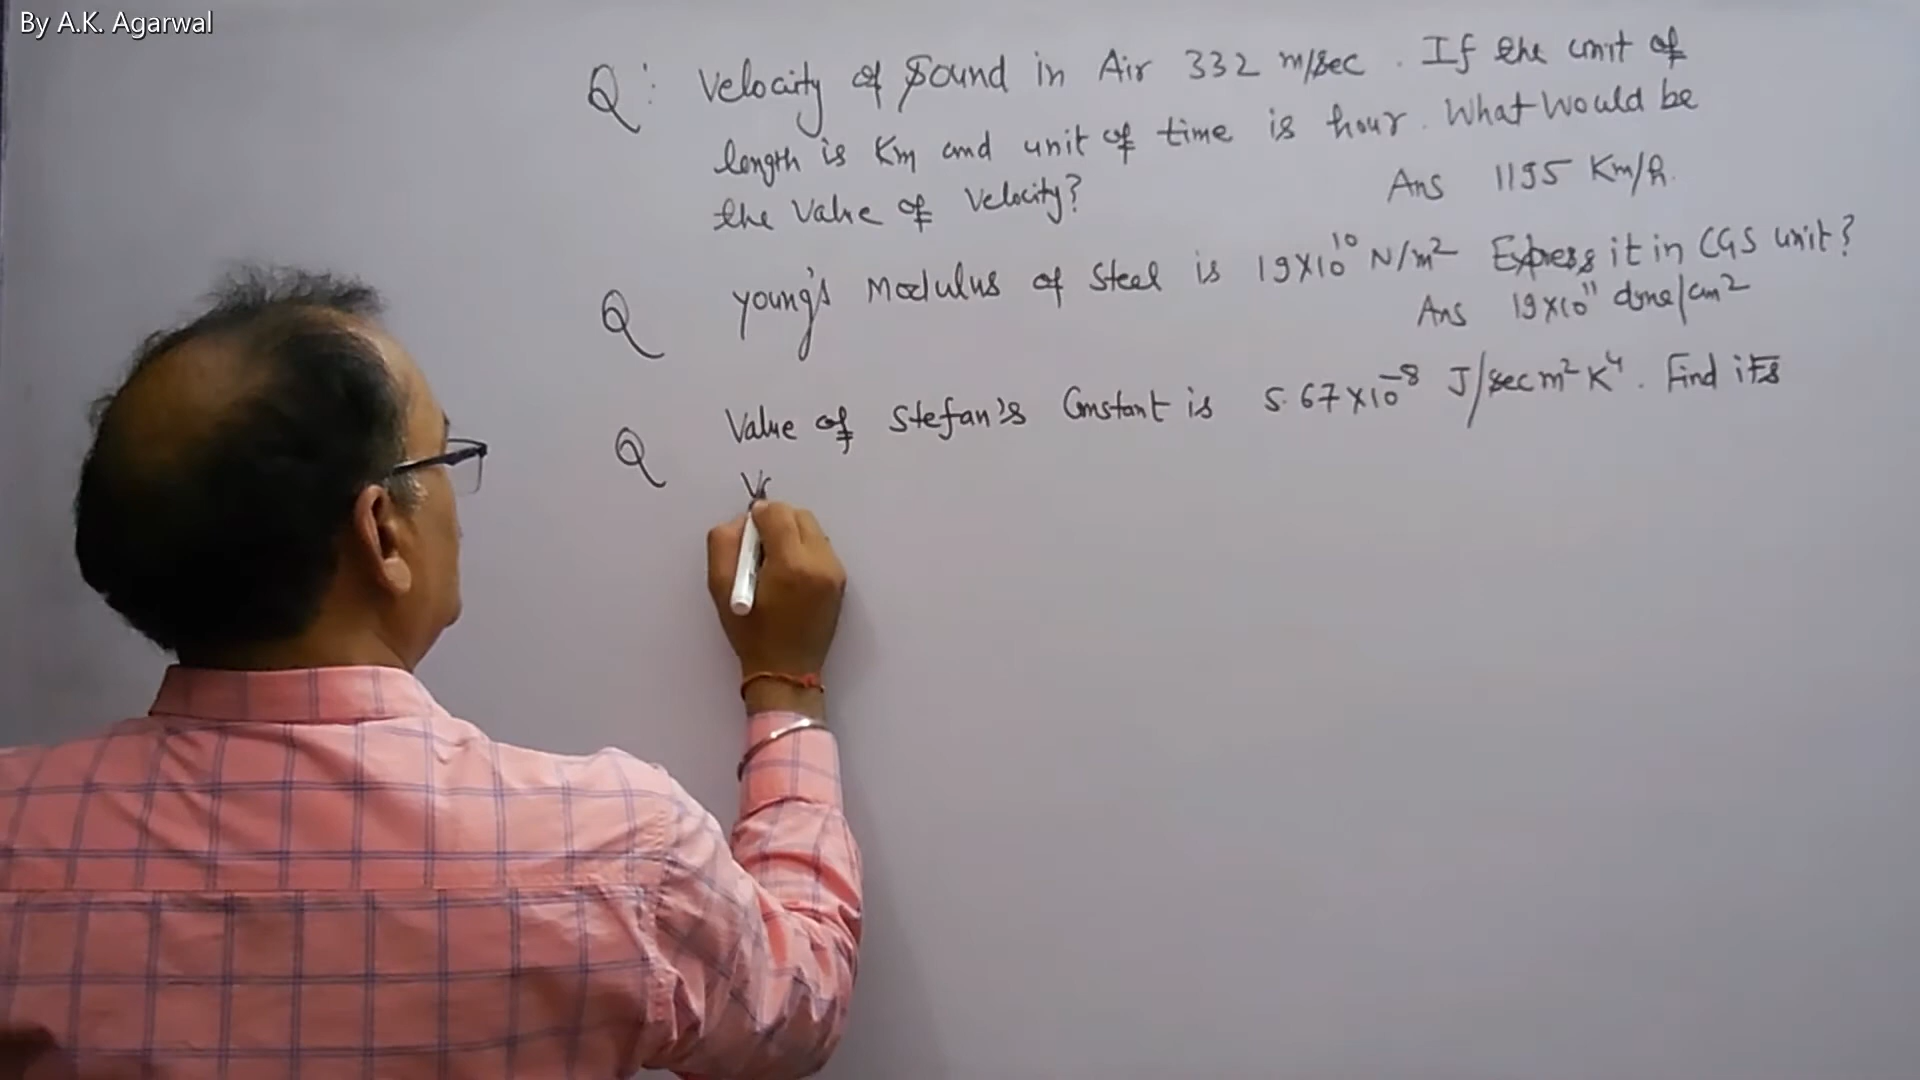 By A.K. Agarwal
Q: Velocity of Sound in Air 332 m/sec. If the unit of
length is Km and unit of time is hour. What Would be
the Value of Velocity?
Ans 1195 Km/h.
Q Young's Modulus of Steel is 19×10¹⁰ N/m² Express it in CGS unit?
Ans 19×10¹¹ dyne/cm²
Q Value of Stefan's Constant is 5.67×10⁻⁸ J/sec m² K⁴. Find its